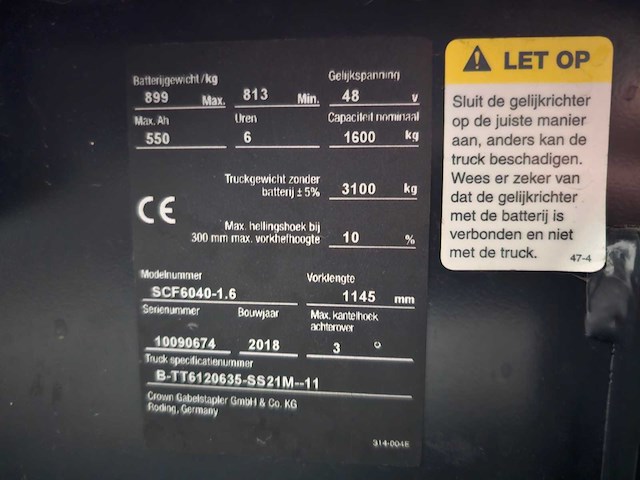 Batterijgewicht/kg
899 Max. 813 Min.
Gelijkspanning
48 V
Max. Ah
550
Uren
6
Capaciteit nominaal
1600 kg
Truckgewicht zonder
batterij ± 5% 3100 kg
CE
Max. hellingshoek bij
300 mm max. vorkhefhoogte 10 %
Modelnummer
SCF6040-1.6
Vorklengte
1145 mm
Serienummer
10090674
Bouwjaar
2018
Max. kantelhoek
achterover
3 °
Truck specificatienummer
B-TT6120635-SS21M--11
Crown Gabelstapler GmbH & Co. KG
Roding, Germany
LET OP
Sluit de gelijkrichter
op de juiste manier
aan, anders kan de
truck beschadigen.
Wees er zeker van
dat de gelijkrichter
met de batterij is
verbonden en niet
met de truck.
47-4